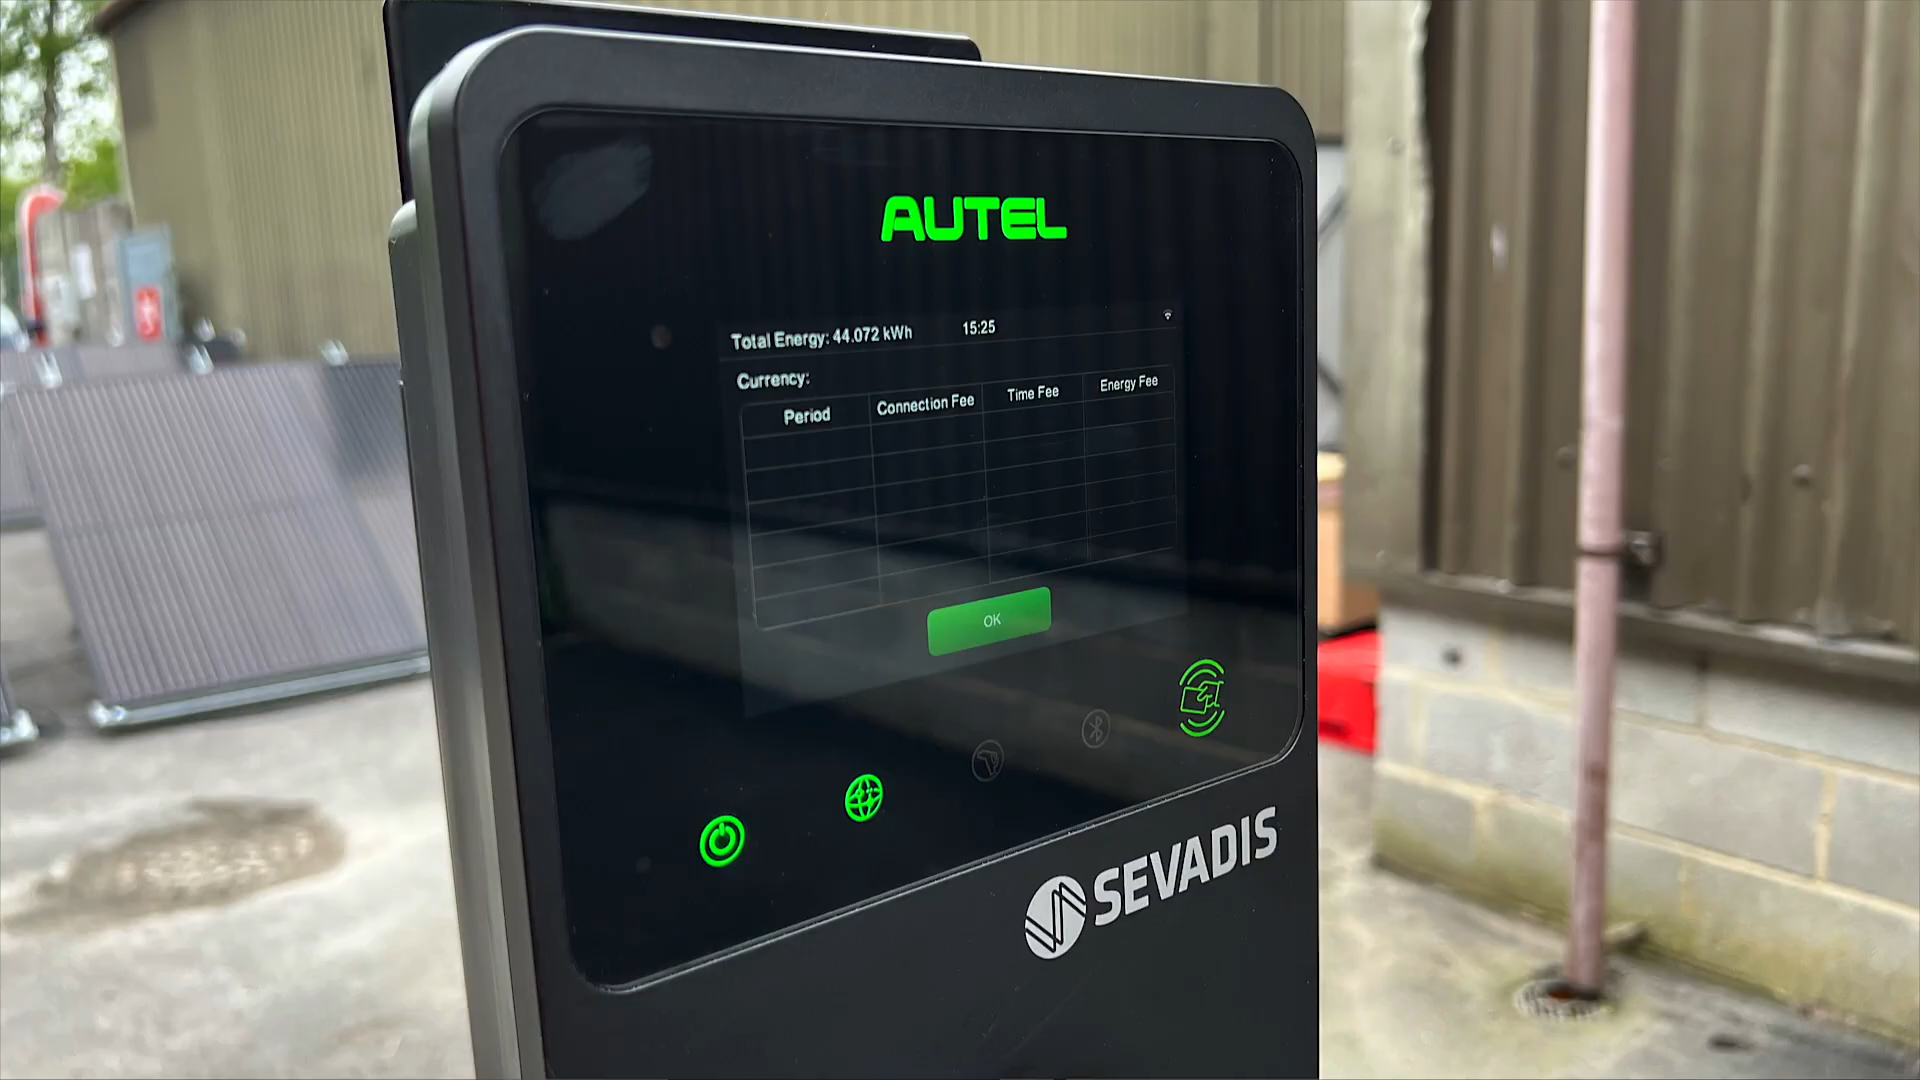 AUTEL
Total Energy: 44.072 kWh 15:25
Currency:
Period Connection Fee Time Fee Energy Fee
OK
SEVADIS